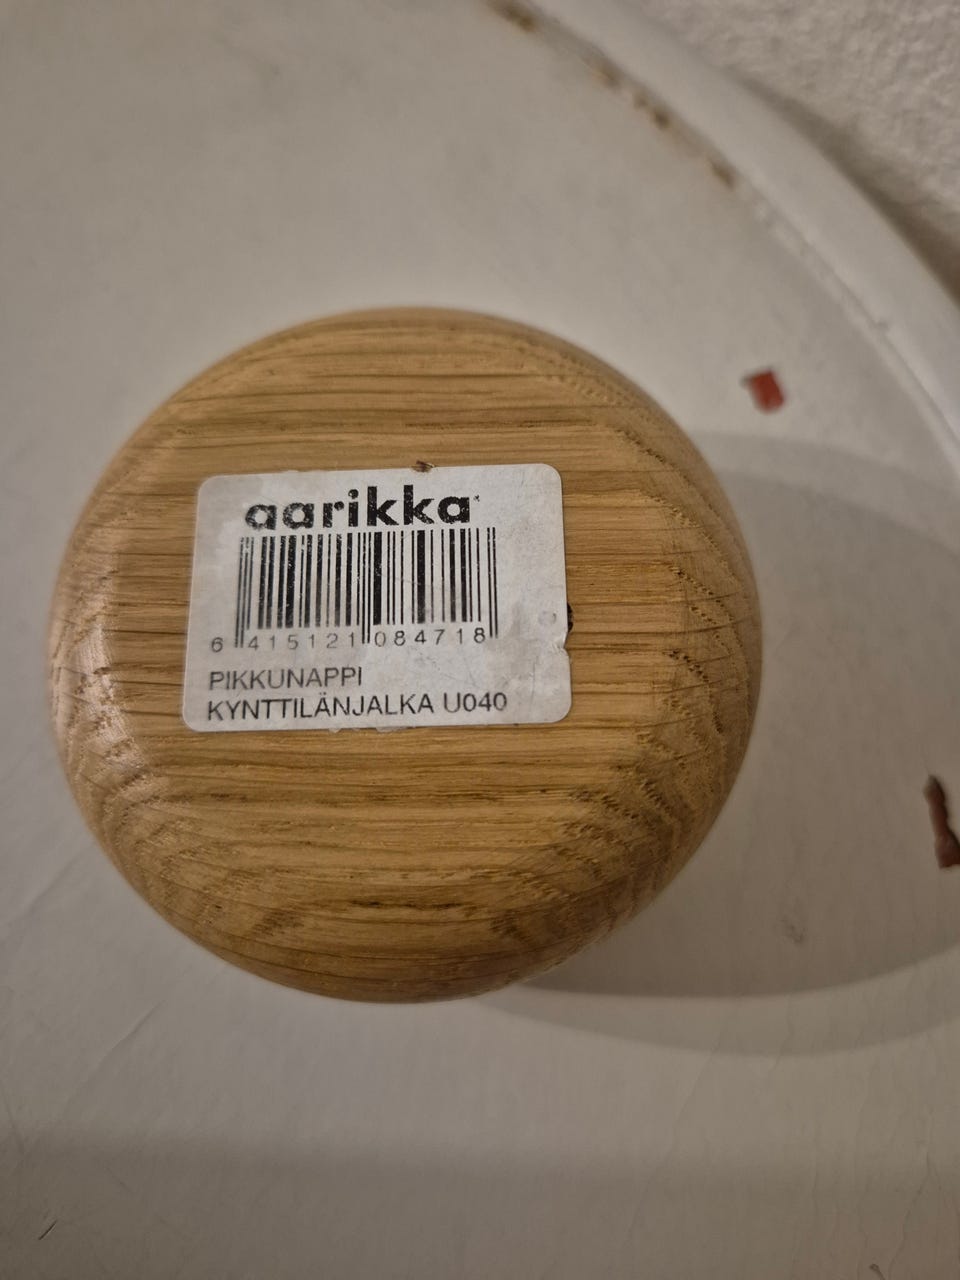 aarikka
6 415121 084718
PIKKUNAPPI
KYNTTILÄNJALKA U040